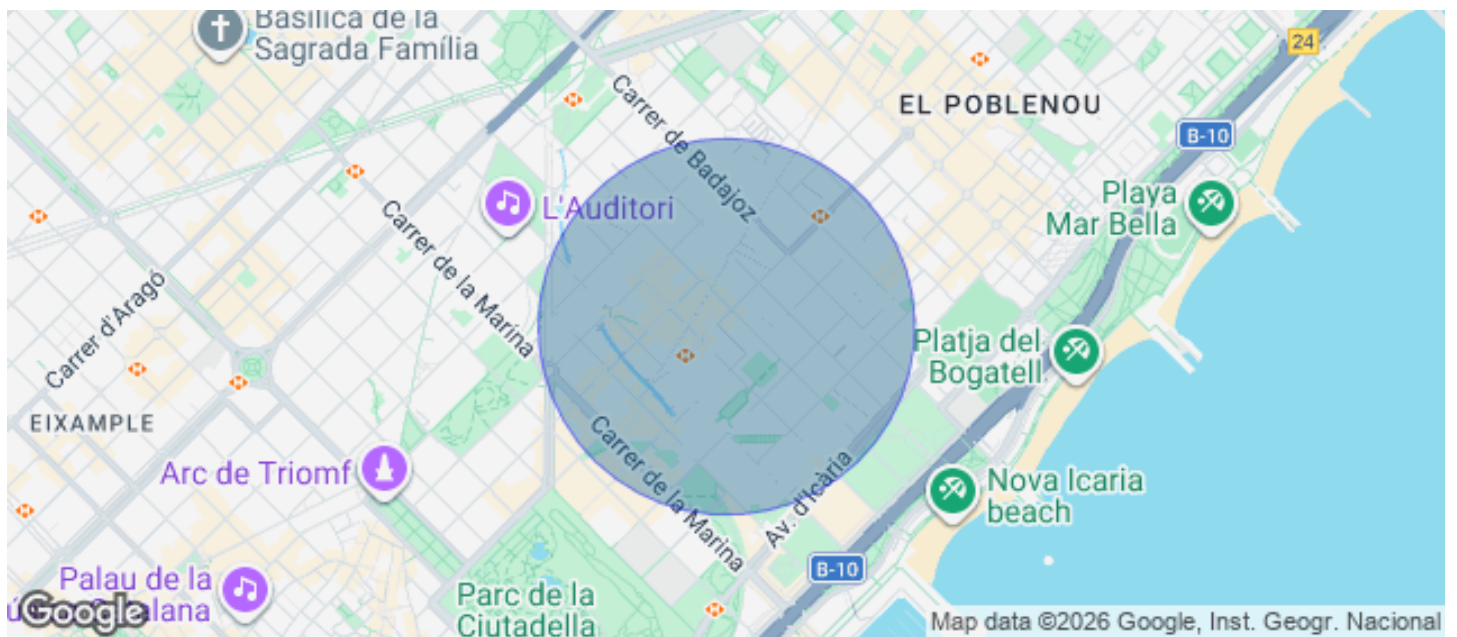 Basílica de la
Sagrada Família
24
Carrer de Badajoz
EL POBLENOU
B-10
Playa
Mar Bella
L'Auditori
Carrer de la Marina
Carrer d'Aragó
Platja del
Bogatell
EIXAMPLE
Arc de Triomf
Carrer de la Marina
Av. d'Icària
Nova Icaria
beach
B-10
Palau de la
Catalana
Google
Parc de la
Ciutadella
Map data ©2026 Google, Inst. Geogr. Nacional